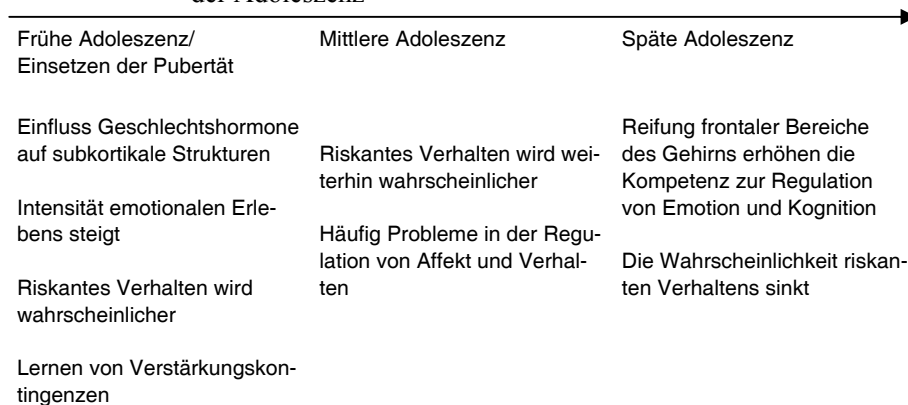 der Adoleszenz
Frühe Adoleszenz/
Einsetzen der Pubertät
Einfluss Geschlechtshormone
auf subkortikale Strukturen
Intensität emotionalen Erle-
bens steigt
Riskantes Verhalten wird
wahrscheinlicher
Lernen von Verstärkungskon-
tingenzen
Mittlere Adoleszenz
Riskantes Verhalten wird wei-
terhin wahrscheinlicher
Häufig Probleme in der Regu-
lation von Affekt und Verhal-
ten
Späte Adoleszenz
Reifung frontaler Bereiche
des Gehirns erhöhen die
Kompetenz zur Regulation
von Emotion und Kognition
Die Wahrscheinlichkeit riskan-
ten Verhaltens sinkt